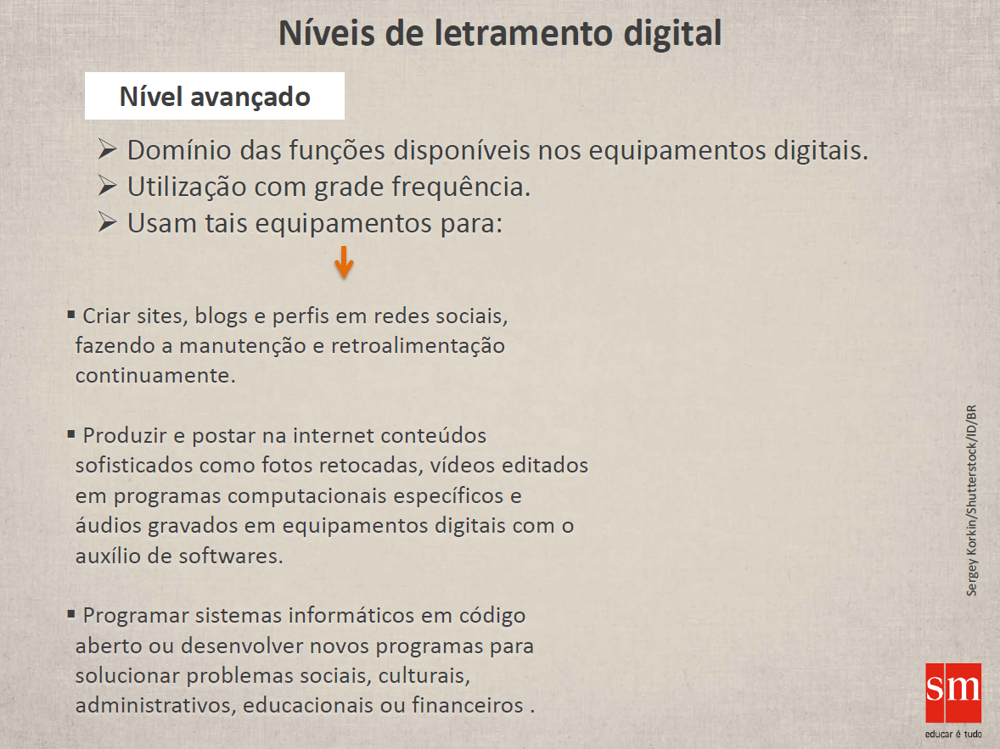 Níveis de letramento digital
Nível avançado
➢ Domínio das funções disponíveis nos equipamentos digitais.
➢ Utilização com grade frequência.
➢ Usam tais equipamentos para:
▪ Criar sites, blogs e perfis em redes sociais,
fazendo a manutenção e retroalimentação
continuamente.
▪ Produzir e postar na internet conteúdos
sofisticados como fotos retocadas, vídeos editados
em programas computacionais específicos e
áudios gravados em equipamentos digitais com o
auxílio de softwares.
▪ Programar sistemas informáticos em código
aberto ou desenvolver novos programas para
solucionar problemas sociais, culturais,
administrativos, educacionais ou financeiros .
Sergey Korkin/Shutterstock/ID/BR
sm
educar é tudo